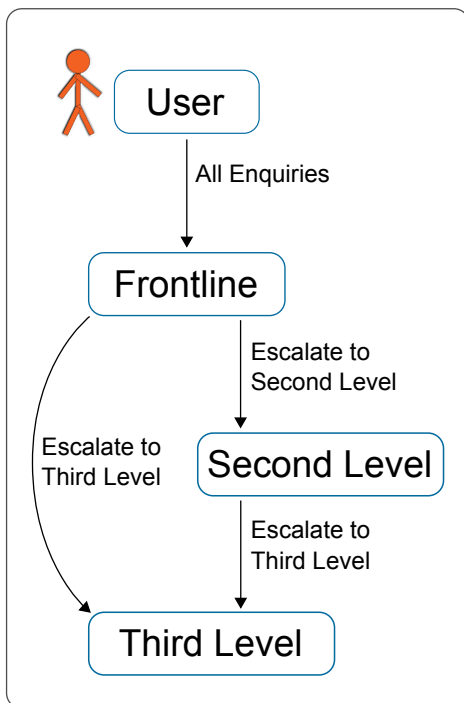 User
All Enquiries
Frontline
Escalate to
Second Level
Escalate to
Third Level
Second Level
Escalate to
Third Level
Third Level